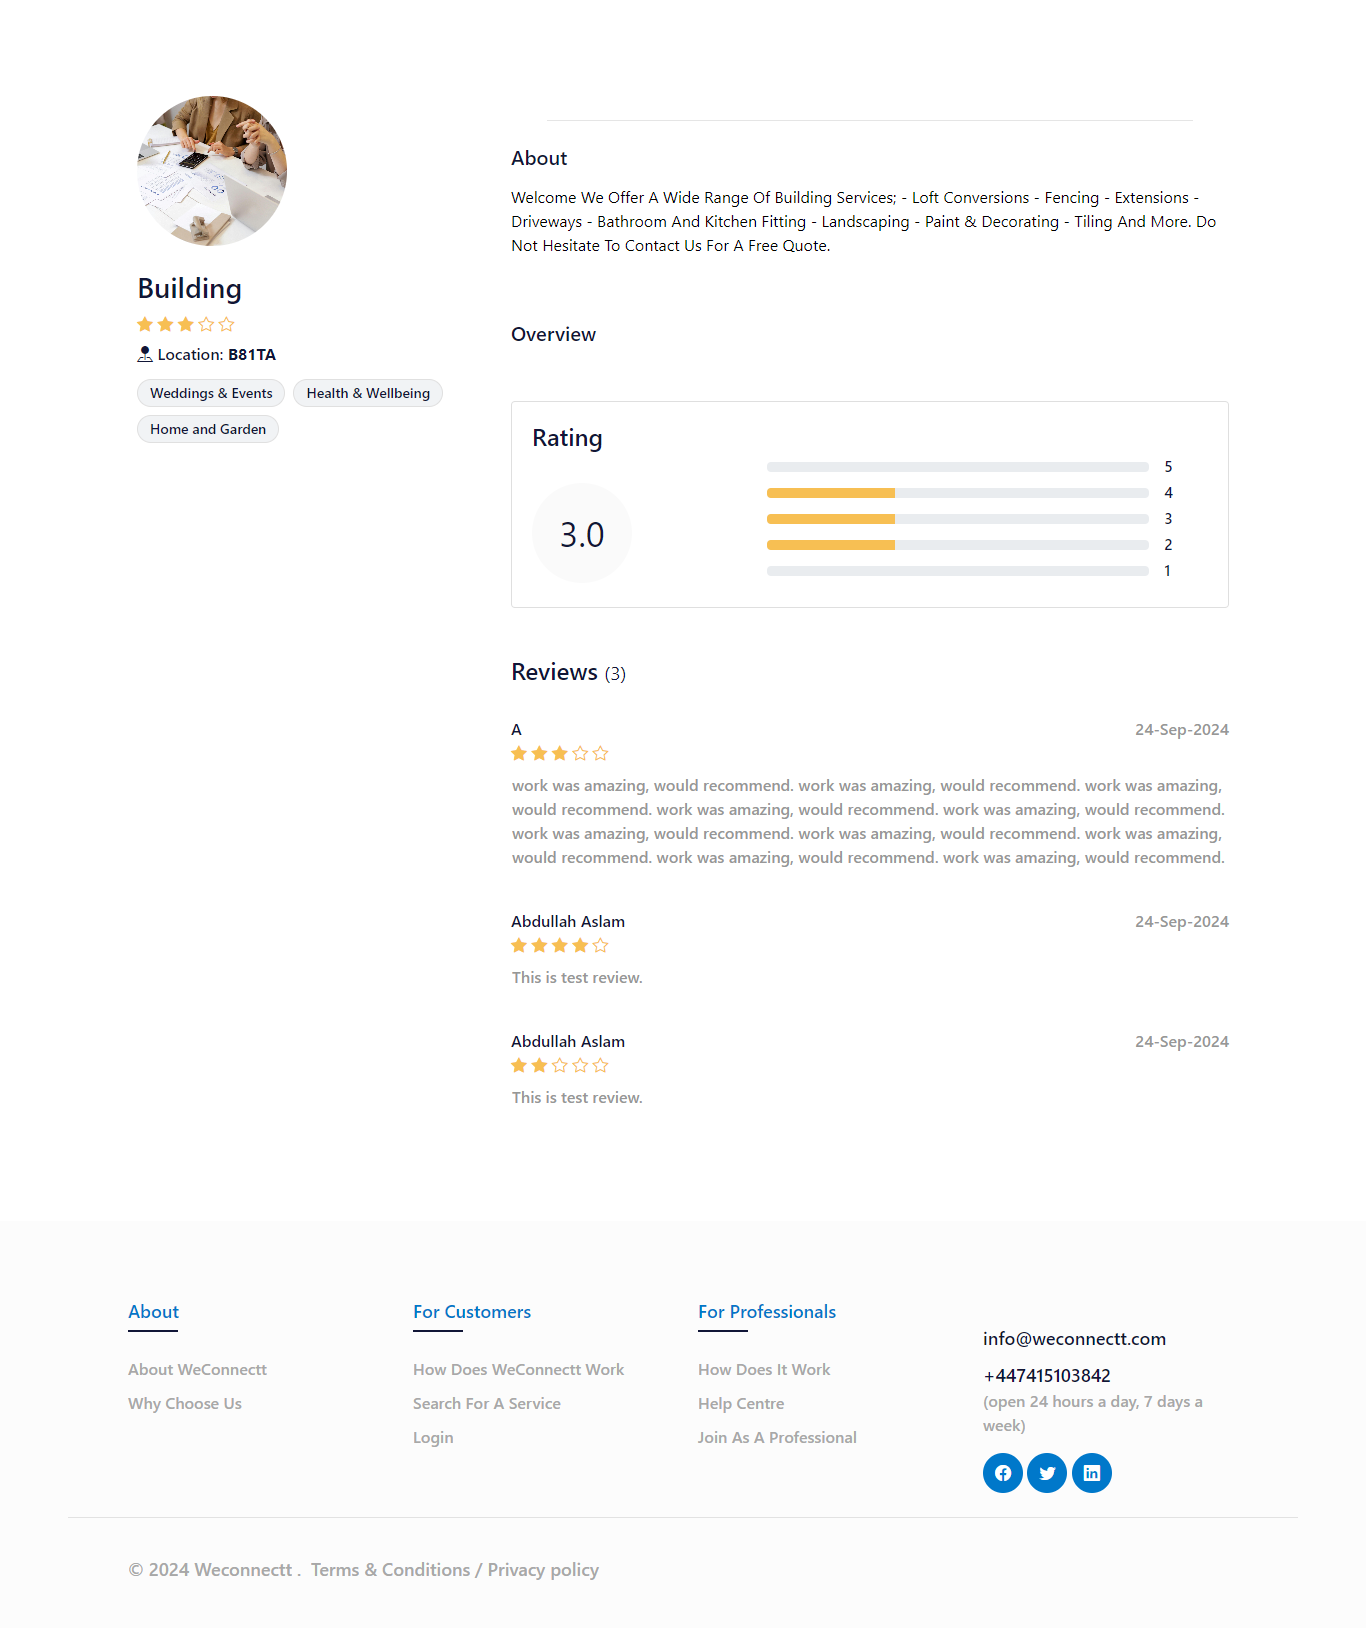 Building
Location: B81TA
Weddings & Events
Health & Wellbeing
Home and Garden
About
Welcome We Offer A Wide Range Of Building Services; - Loft Conversions - Fencing - Extensions -
Driveways - Bathroom And Kitchen Fitting - Landscaping - Paint & Decorating - Tiling And More. Do
Not Hesitate To Contact Us For A Free Quote.
Overview
Rating
3.0
5
4
3
2
1
Reviews (3)
A
24-Sep-2024
work was amazing, would recommend. work was amazing, would recommend. work was amazing,
would recommend. work was amazing, would recommend. work was amazing, would recommend.
work was amazing, would recommend. work was amazing, would recommend. work was amazing,
would recommend. work was amazing, would recommend. work was amazing, would recommend.
Abdullah Aslam
24-Sep-2024
This is test review.
Abdullah Aslam
24-Sep-2024
This is test review.
About
About WeConnectt
Why Choose Us
For Customers
How Does WeConnectt Work
Search For A Service
Login
For Professionals
How Does It Work
Help Centre
Join As A Professional
info@weconnectt.com
+447415103842
(open 24 hours a day, 7 days a
week)
© 2024 Weconnectt . Terms & Conditions / Privacy policy